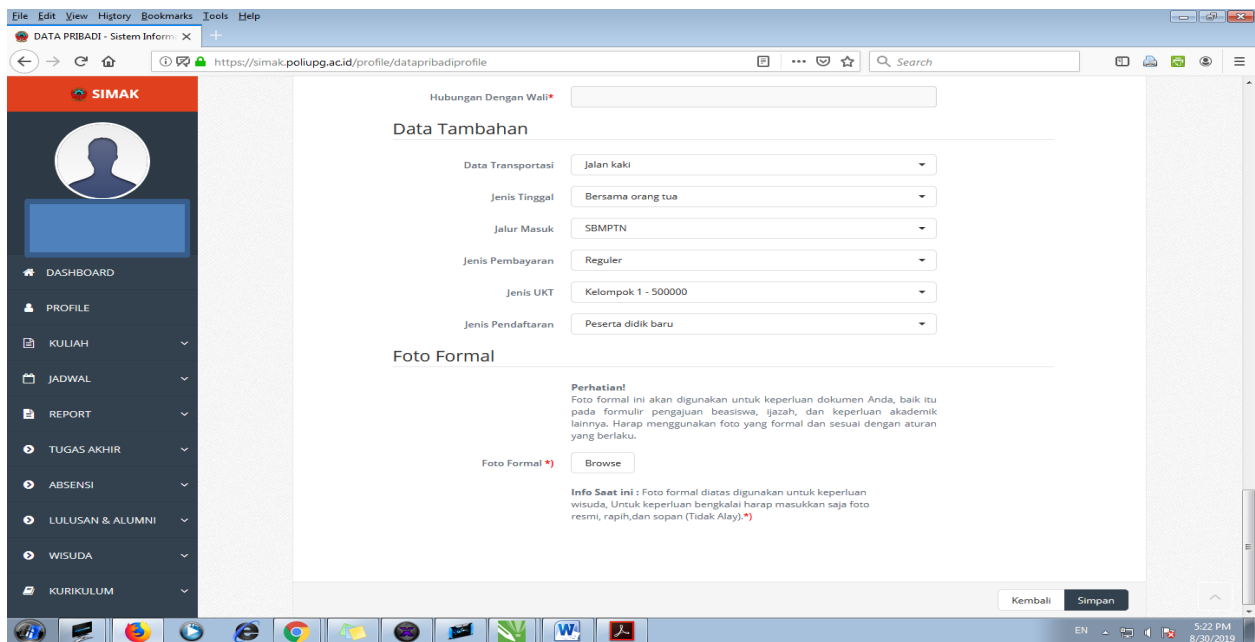 File Edit View History Bookmarks Tools Help
DATA PRIBADI - Sistem Inform
https://simak.poliupg.ac.id/profile/datapribadiprofile
Search
SIMAK
DASHBOARD
PROFILE
KULIAH
JADWAL
REPORT
TUGAS AKHIR
ABSENSI
LULUSAN & ALUMNI
WISUDA
KURIKULUM
Hubungan Dengan Wali*
Data Tambahan
Data Transportasi Jalan kaki
Jenis Tinggal Bersama orang tua
Jalur Masuk SBMPTN
Jenis Pembayaran Reguler
Jenis UKT Kelompok 1 - 500000
Jenis Pendaftaran Peserta didik baru
Foto Formal
Perhatian!
Foto formal ini akan digunakan untuk keperluan dokumen Anda, baik itu
pada formulir pengajuan beasiswa, ijazah, dan keperluan akademik
lainnya. Harap menggunakan foto yang formal dan sesuai dengan aturan
yang berlaku.
Foto Formal *) Browse
Info Saat ini : Foto formal diatas digunakan untuk keperluan
wisuda, Untuk keperluan bengkalai harap masukkan saja foto
resmi, rapih,dan sopan (Tidak Alay).*)
Kembali Simpan
EN
5:22 PM
8/30/2019